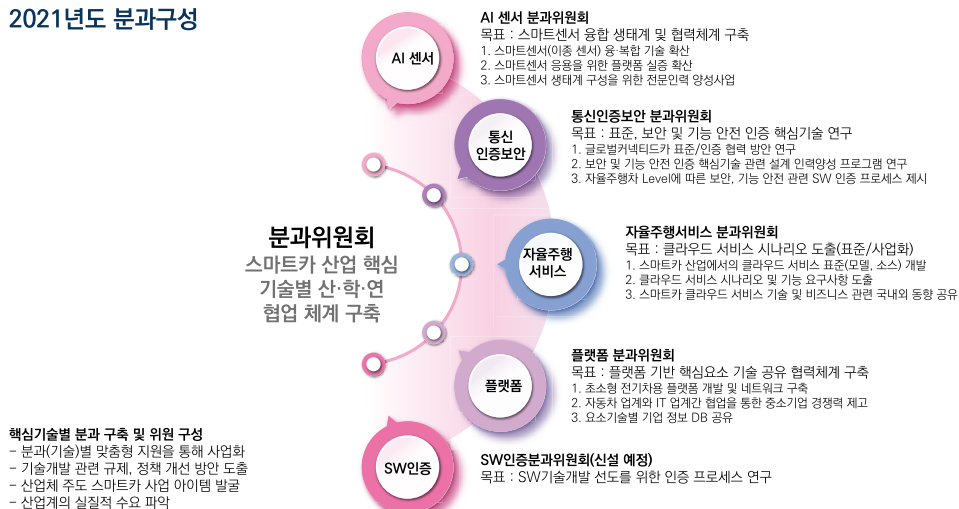 2021년도 분과구성
AI 센서
AI 센서 분과위원회
목표 : 스마트센서 융합 생태계 및 협력체계 구축
1. 스마트센서(이종 센서) 융·복합 기술 확산
2. 스마트센서 응용을 위한 플랫폼 실증 확산
3. 스마트센서 생태계 구성을 위한 전문인력 양성사업
통신
인증보안
통신인증보안 분과위원회
목표 : 표준, 보안 및 기능 안전 인증 핵심기술 연구
1. 글로벌커넥티드카 표준/인증 협력 방안 연구
2. 보안 및 기능 안전 인증 핵심기술 관련 설계 인력양성 프로그램 연구
3. 자율주행차 Level에 따른 보안, 기능 안전 관련 SW 인증 프로세스 제시
분과위원회
스마트카 산업 핵심
기술별 산·학·연
협업 체계 구축
자율주행
서비스
자율주행서비스 분과위원회
목표 : 클라우드 서비스 시나리오 도출(표준/사업화)
1. 스마트카 산업에서의 클라우드 서비스 표준(모델, 소스) 개발
2. 클라우드 서비스 시나리오 및 기능 요구사항 도출
3. 스마트카 클라우드 서비스 기술 및 비즈니스 관련 국내외 동향 공유
플랫폼
플랫폼 분과위원회
목표 : 플랫폼 기반 핵심요소 기술 공유 협력체계 구축
1. 초소형 전기차용 플랫폼 개발 및 네트워크 구축
2. 자동차 업계와 IT 업계간 협업을 통한 중소기업 경쟁력 제고
3. 요소기술별 기업 정보 DB 공유
SW인증
SW인증분과위원회(신설 예정)
목표 : SW기술개발 선도를 위한 인증 프로세스 연구
핵심기술별 분과 구축 및 위원 구성
- 분과(기술)별 맞춤형 지원을 통해 사업화
- 기술개발 관련 규제, 정책 개선 방안 도출
- 산업체 주도 스마트카 사업 아이템 발굴
- 산업계의 실질적 수요 파악